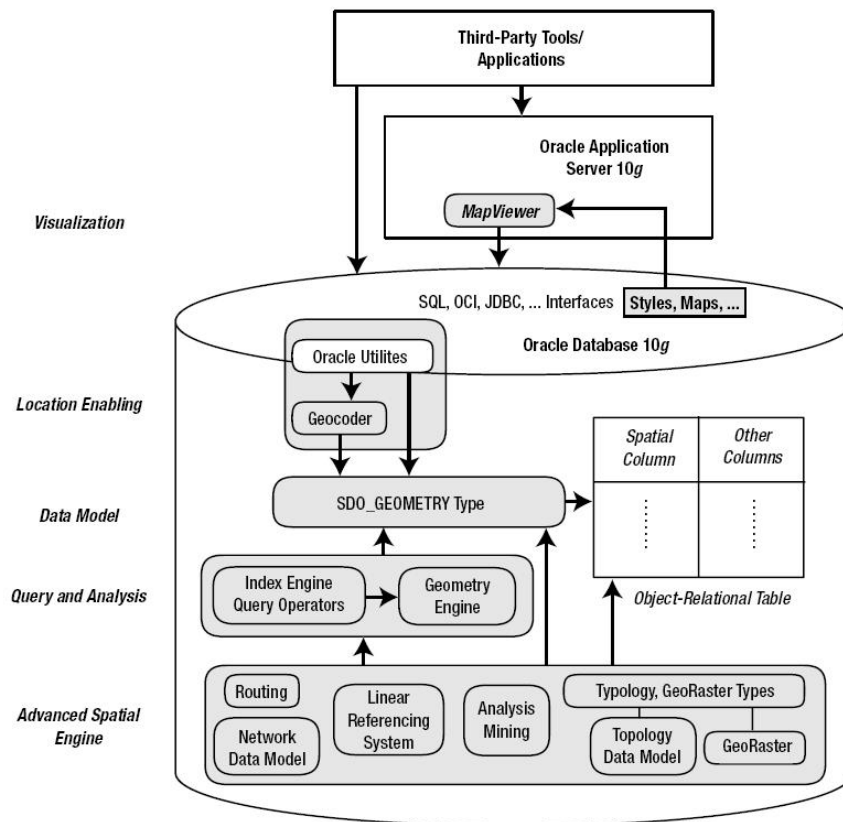 Third-Party Tools/
Applications
Oracle Application
Server 10g
MapViewer
Visualization
SQL, OCI, JDBC, ... Interfaces
Styles, Maps, ...
Oracle Database 10g
Oracle Utilites
Location Enabling
Geocoder
Spatial
Column
Other
Columns
SDO_GEOMETRY Type
Data Model
Query and Analysis
Index Engine
Query Operators
Geometry
Engine
Object-Relational Table
Advanced Spatial
Engine
Routing
Network
Data Model
Linear
Referencing
System
Analysis
Mining
Typology, GeoRaster Types
Topology
Data Model
GeoRaster